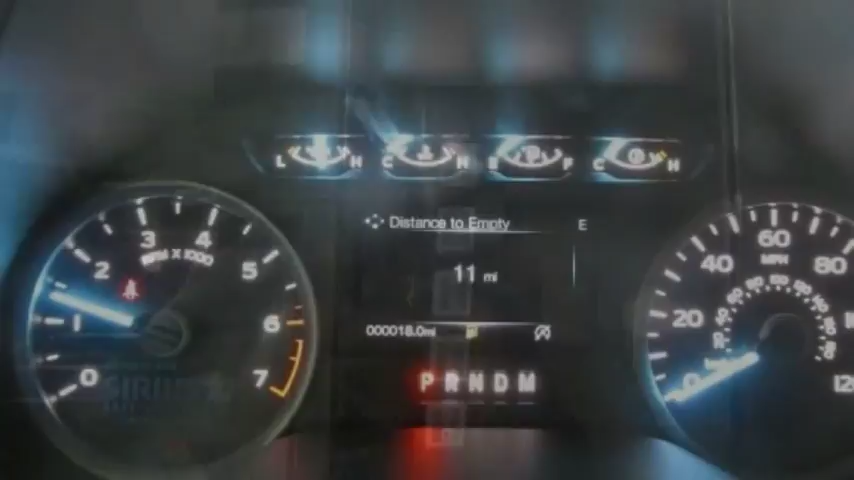 L H C H E F C H
Distance to Empty E
11 mi
000018.0mi
P R N D M
0 1 2 3 4 5 6 7
RPM X 1000
0 20 40 60 80 120
MPH